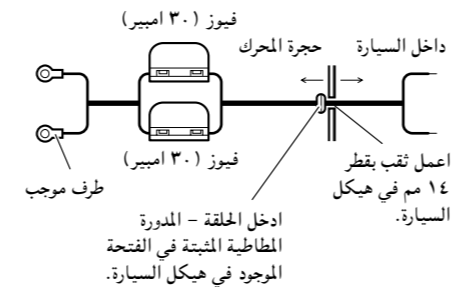 فيوز (٣٠ امبير)
داخل السيارة
حجرة المحرك
فيوز (٣٠ امبير)
طرف موجب
اعمل ثقب بقطر
١٤ مم في هيكل
السيارة.
ادخل الحلقة – المدورة
المطاطية المثبتة في الفتحة
الموجود في هيكل السيارة.